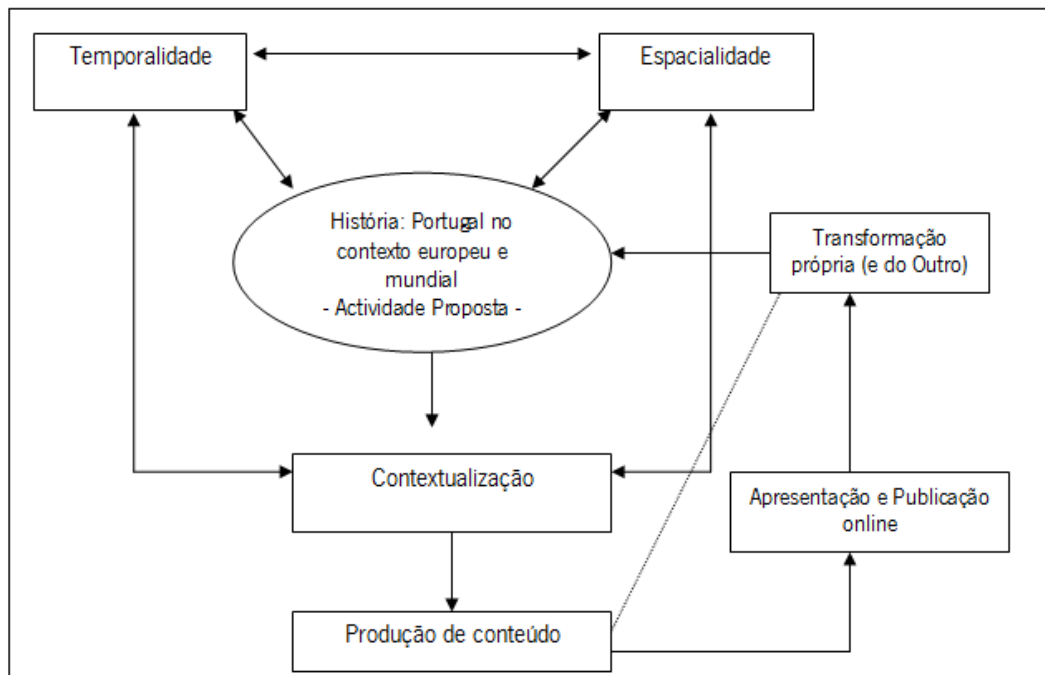 Temporalidade
Espacialidade
História: Portugal no
contexto europeu e
mundial
- Actividade Proposta -
Transformação
própria (e do Outro)
Contextualização
Apresentação e Publicação
online
Produção de conteúdo